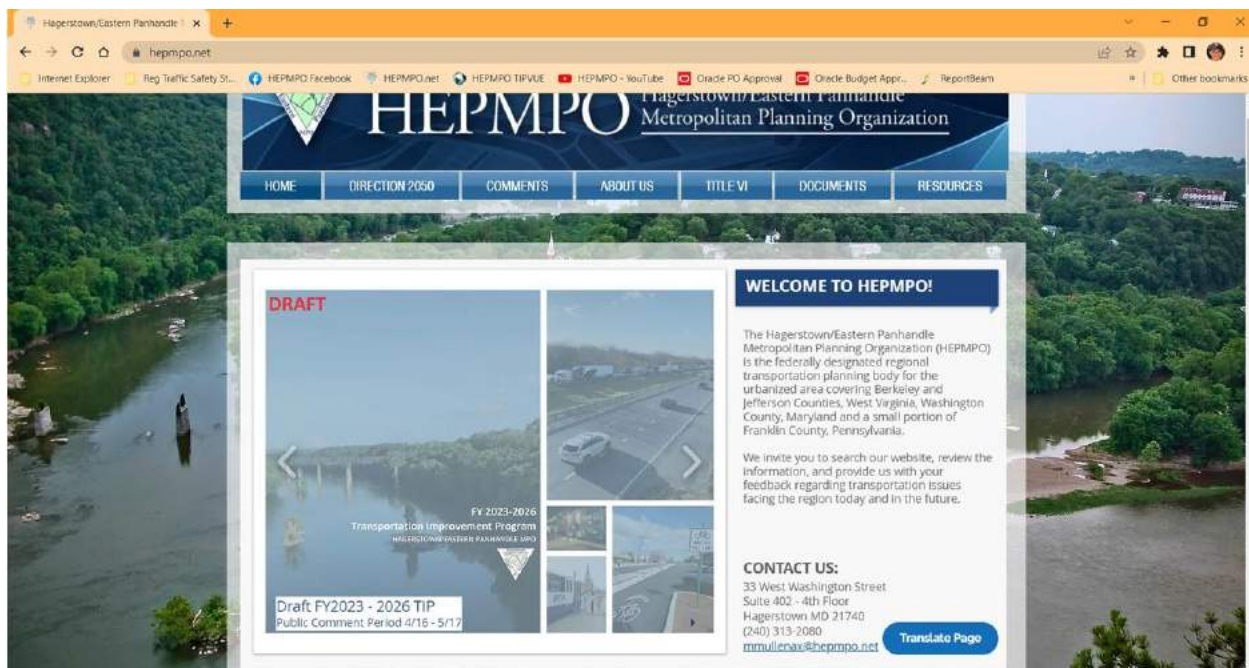 Hagerstown/Eastern Panhandle
hepmpo.net
Internet Explorer
Reg Traffic Safety St...
HEPMPO Facebook
HEPMPO.net
HEPMPO TIPVUE
HEPMPO - YouTube
Oracle PO Approval
Oracle Budget Appr...
ReportBeam
Other bookmarks
HEPMPO
Hagerstown/Eastern Panhandle
Metropolitan Planning Organization
HOME
DIRECTION 2050
COMMENTS
ABOUT US
TITLE VI
DOCUMENTS
RESOURCES
DRAFT
FY 2023-2026
Transportation Improvement Program
HAGERSTOWN/EASTERN PANHANDLE MPO
Draft FY2023 - 2026 TIP
Public Comment Period 4/16 - 5/17
WELCOME TO HEPMPO!
The Hagerstown/Eastern Panhandle
Metropolitan Planning Organization (HEPMPO)
is the federally designated regional
transportation planning body for the
urbanized area covering Berkeley and
Jefferson Counties, West Virginia, Washington
County, Maryland and a small portion of
Franklin County, Pennsylvania.
We invite you to search our website, review the
information, and provide us with your
feedback regarding transportation issues
facing the region today and in the future.
CONTACT US:
33 West Washington Street
Suite 402 - 4th Floor
Hagerstown MD 21740
(240) 313-2080
mmullenax@hepmpo.net
Translate Page